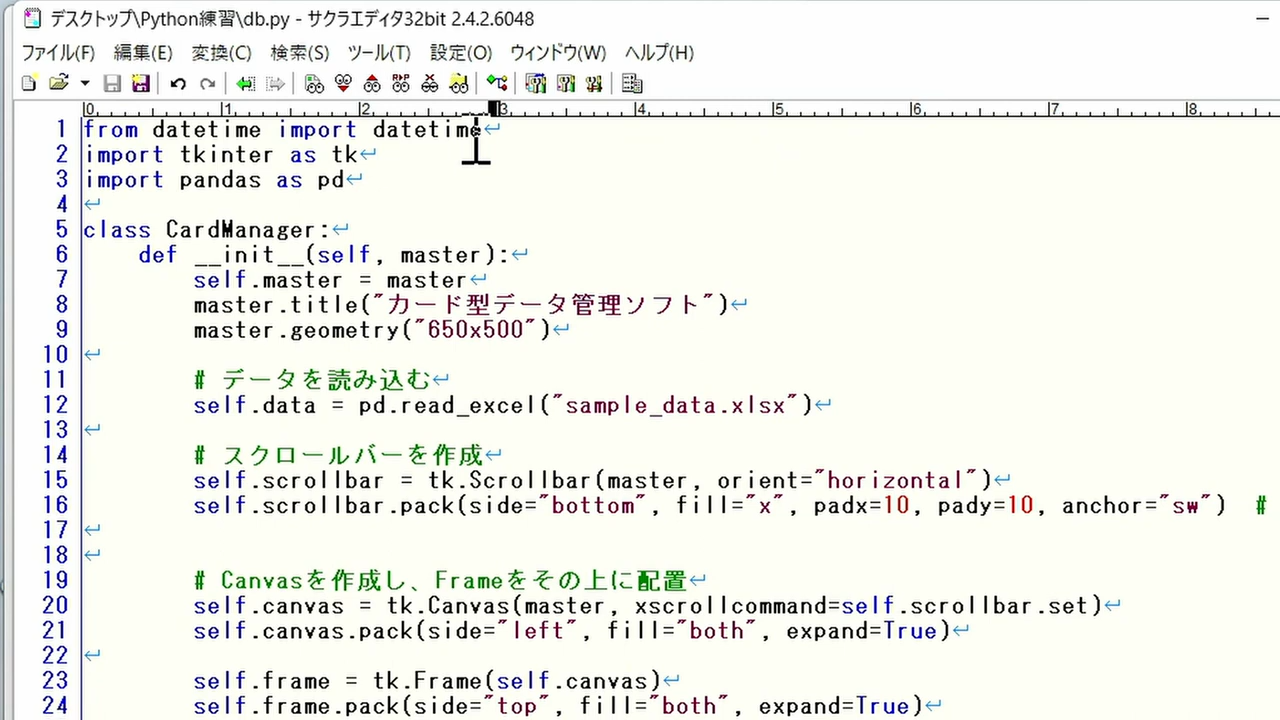 デスクトップ\Python練習\db.py - サクラエディタ32bit 2.4.2.6048
ファイル(F) 編集(E) 変換(C) 検索(S) ツール(T) 設定(O) ウィンドウ(W) ヘルプ(H)
0 1 2 3 4 5 6 7 8
1 from datetime import datetime
2 import tkinter as tk
3 import pandas as pd
4
5 class CardManager:
6     def __init__(self, master):
7         self.master = master
8         master.title("カード型データ管理ソフト")
9         master.geometry("650x500")
10
11         # データを読み込む
12         self.data = pd.read_excel("sample_data.xlsx")
13
14         # スクロールバーを作成
15         self.scrollbar = tk.Scrollbar(master, orient="horizontal")
16         self.scrollbar.pack(side="bottom", fill="x", padx=10, pady=10, anchor="sw")  #
17
18
19         # Canvasを作成し、Frameをその上に配置
20         self.canvas = tk.Canvas(master, xscrollcommand=self.scrollbar.set)
21         self.canvas.pack(side="left", fill="both", expand=True)
22
23         self.frame = tk.Frame(self.canvas)
24         self.frame.pack(side="top", fill="both", expand=True)